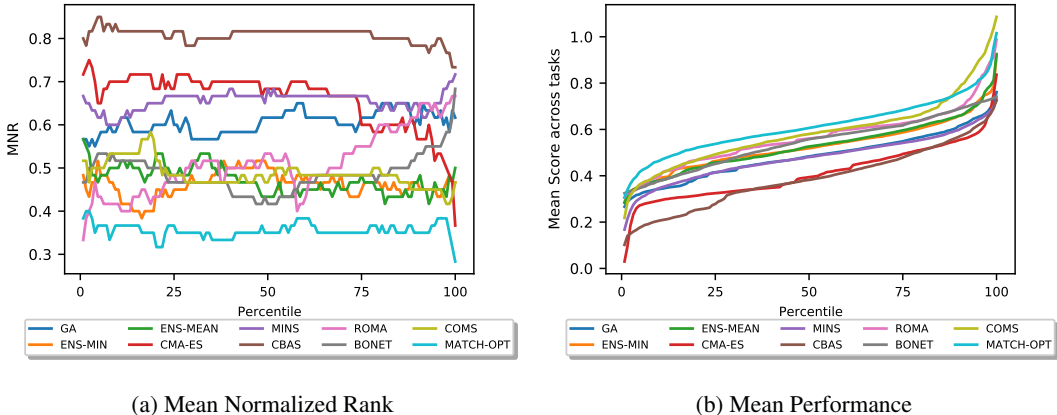 0.8
0.7
0.6
0.5
0.4
0.3
MNR
0
25
50
75
100
Percentile
GA
ENS-MEAN
MINS
ROMA
COMS
ENS-MIN
CMA-ES
CBAS
BONET
MATCH-OPT
(a) Mean Normalized Rank
1.0
0.8
0.6
0.4
0.2
0.0
Mean Score across tasks
0
25
50
75
100
Percentile
GA
ENS-MEAN
MINS
ROMA
COMS
ENS-MIN
CMA-ES
CBAS
BONET
MATCH-OPT
(b) Mean Performance